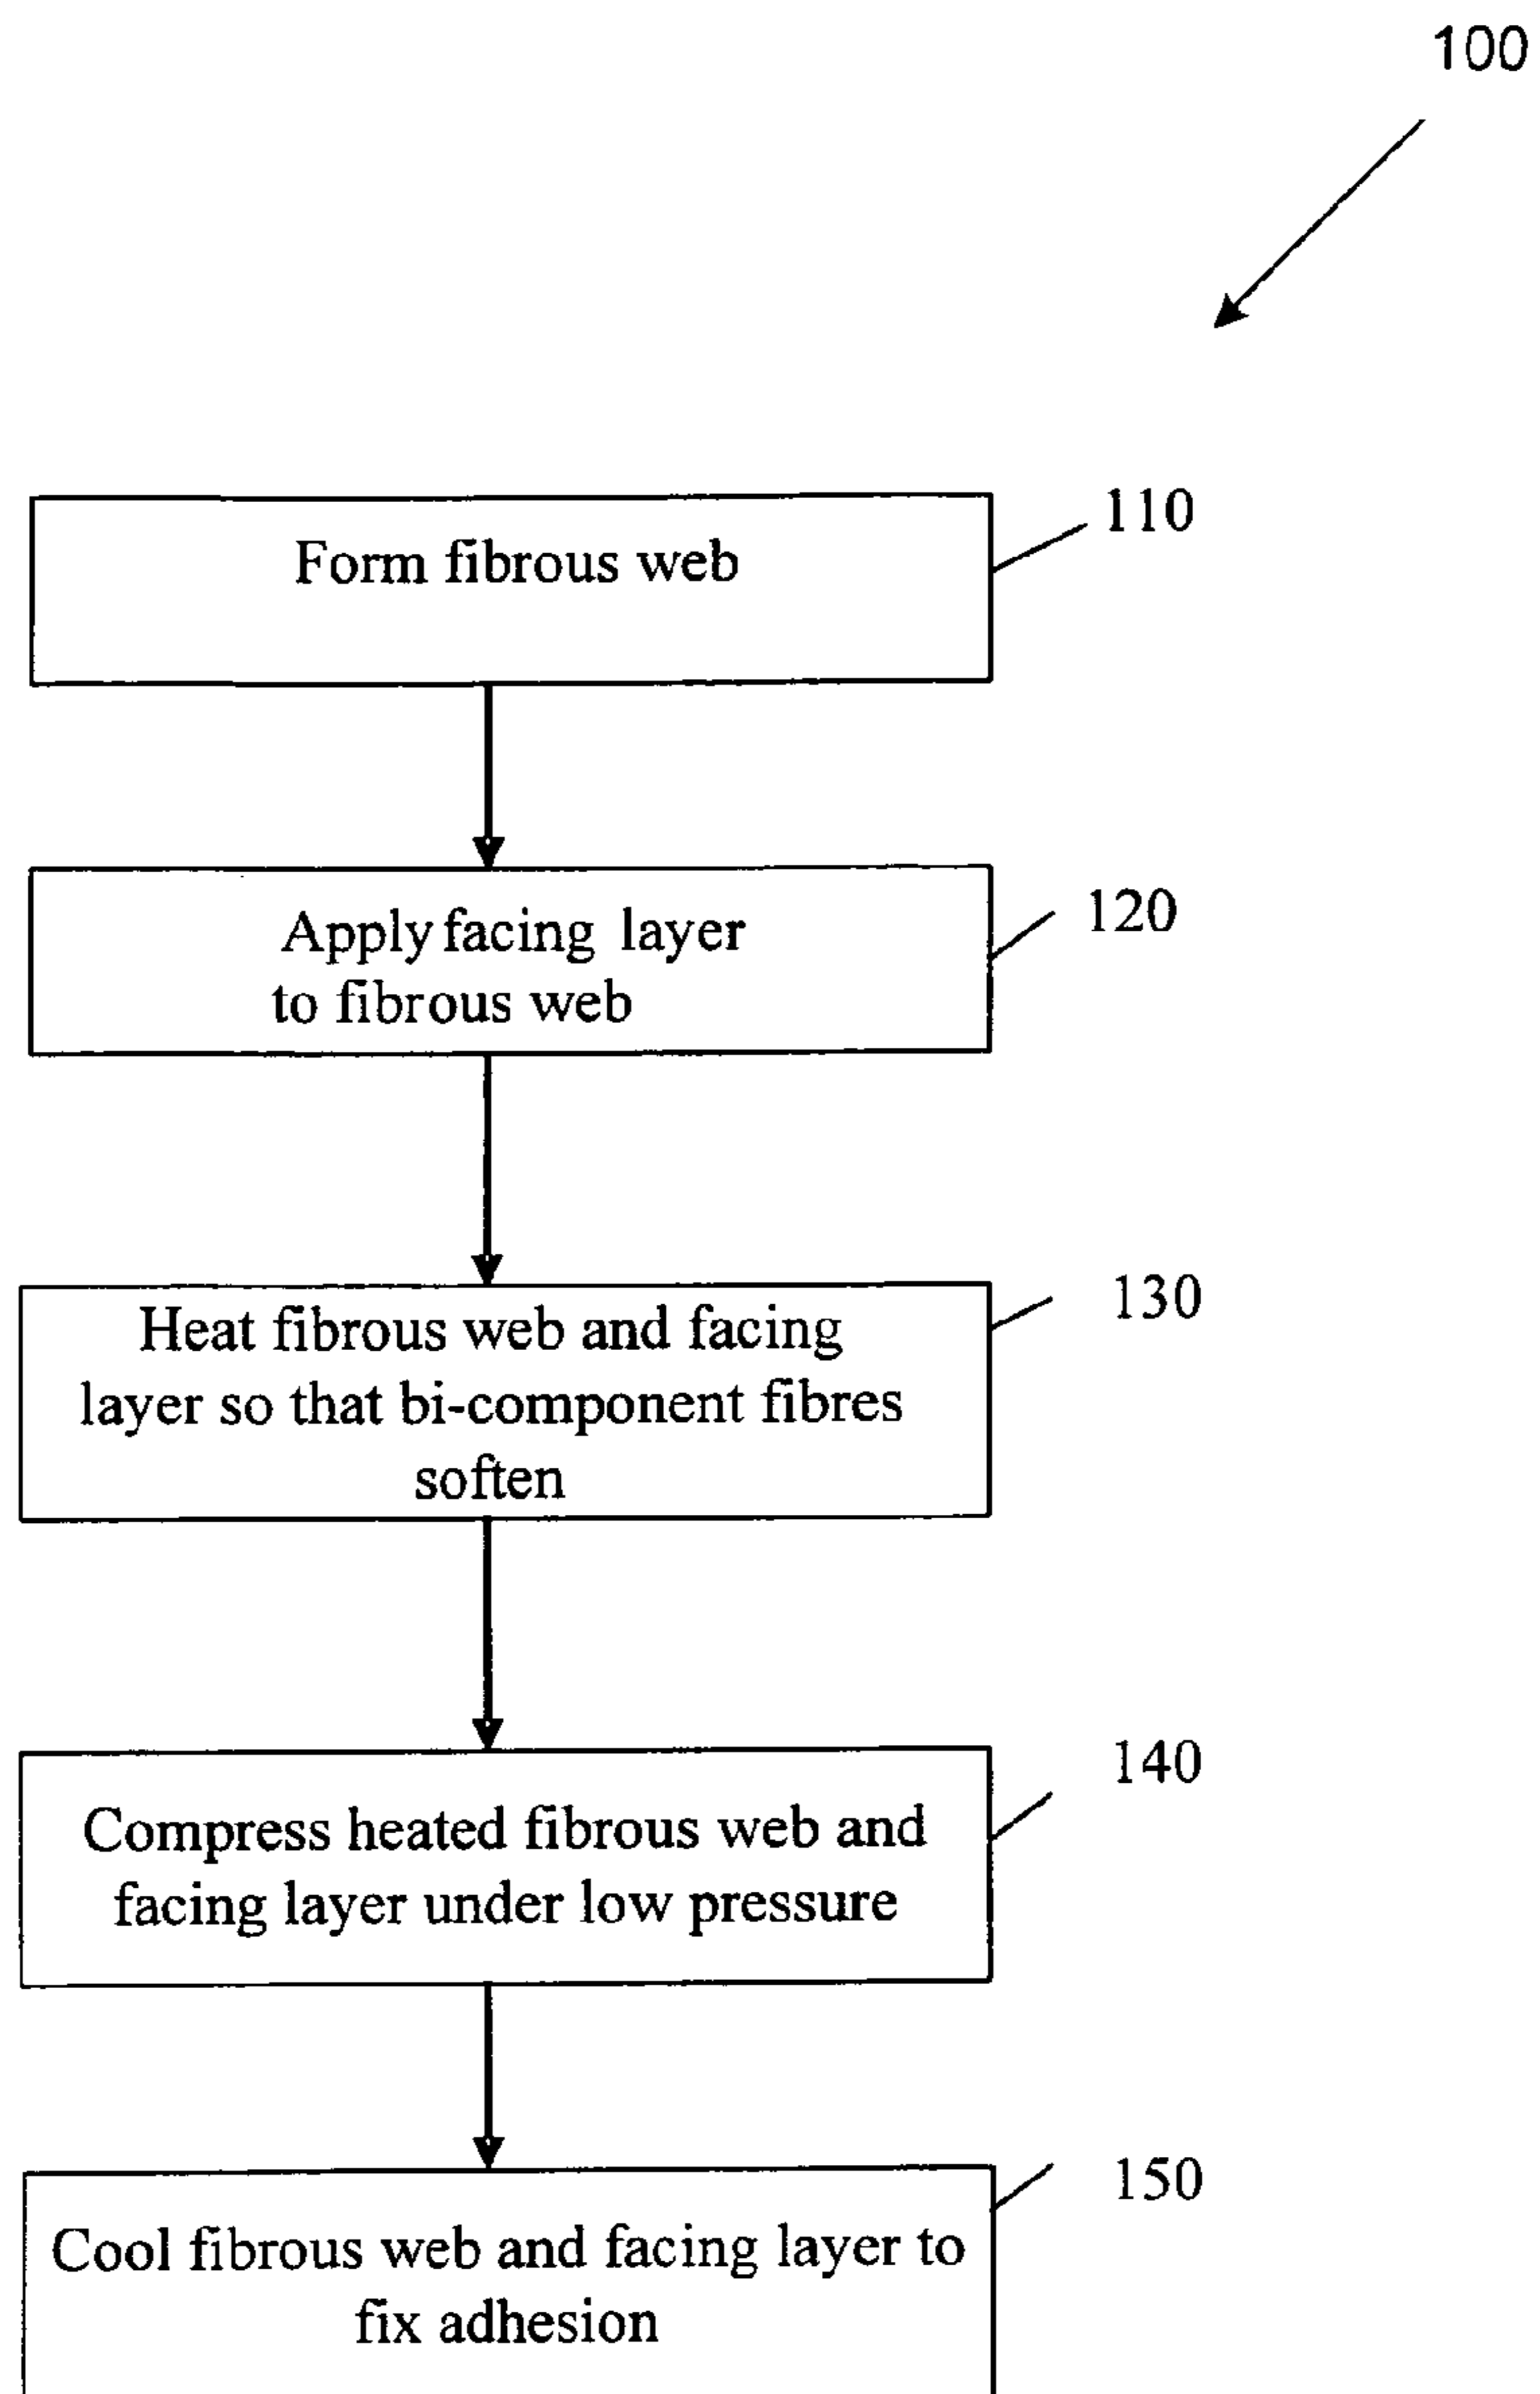 100
Form fibrous web
110
Apply facing layer
to fibrous web
120
Heat fibrous web and facing
layer so that bi-component fibres
soften
130
Compress heated fibrous web and
facing layer under low pressure
140
Cool fibrous web and facing layer to
fix adhesion
150